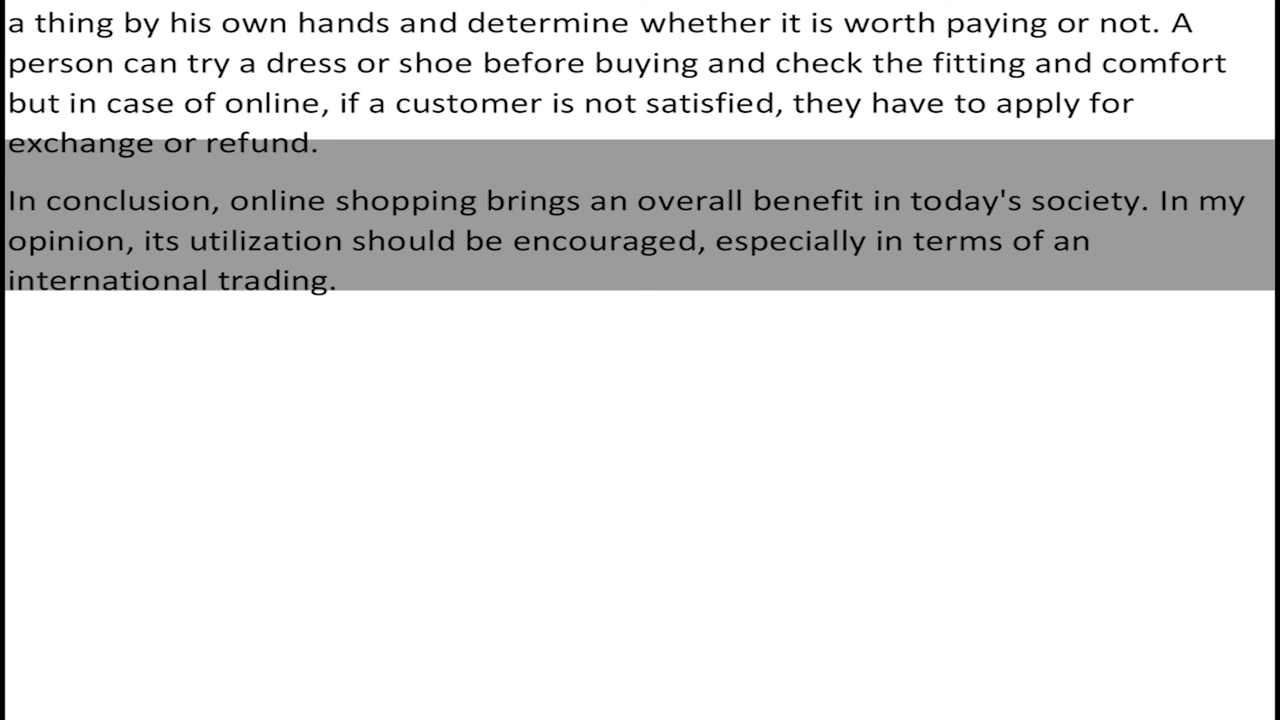 a thing by his own hands and determine whether it is worth paying or not. A
person can try a dress or shoe before buying and check the fitting and comfort
but in case of online, if a customer is not satisfied, they have to apply for
exchange or refund.
In conclusion, online shopping brings an overall benefit in today's society. In my
opinion, its utilization should be encouraged, especially in terms of an
international trading.